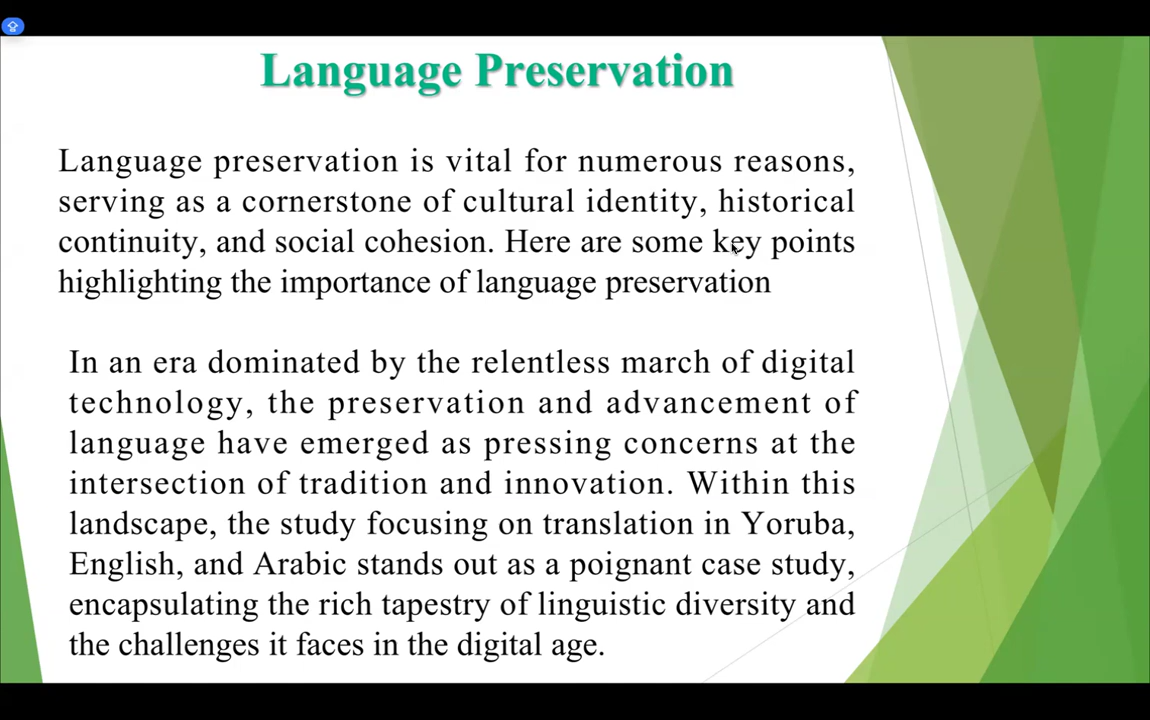 Language Preservation
Language preservation is vital for numerous reasons,
serving as a cornerstone of cultural identity, historical
continuity, and social cohesion. Here are some key points
highlighting the importance of language preservation
In an era dominated by the relentless march of digital
technology, the preservation and advancement of
language have emerged as pressing concerns at the
intersection of tradition and innovation. Within this
landscape, the study focusing on translation in Yoruba,
English, and Arabic stands out as a poignant case study,
encapsulating the rich tapestry of linguistic diversity and
the challenges it faces in the digital age.